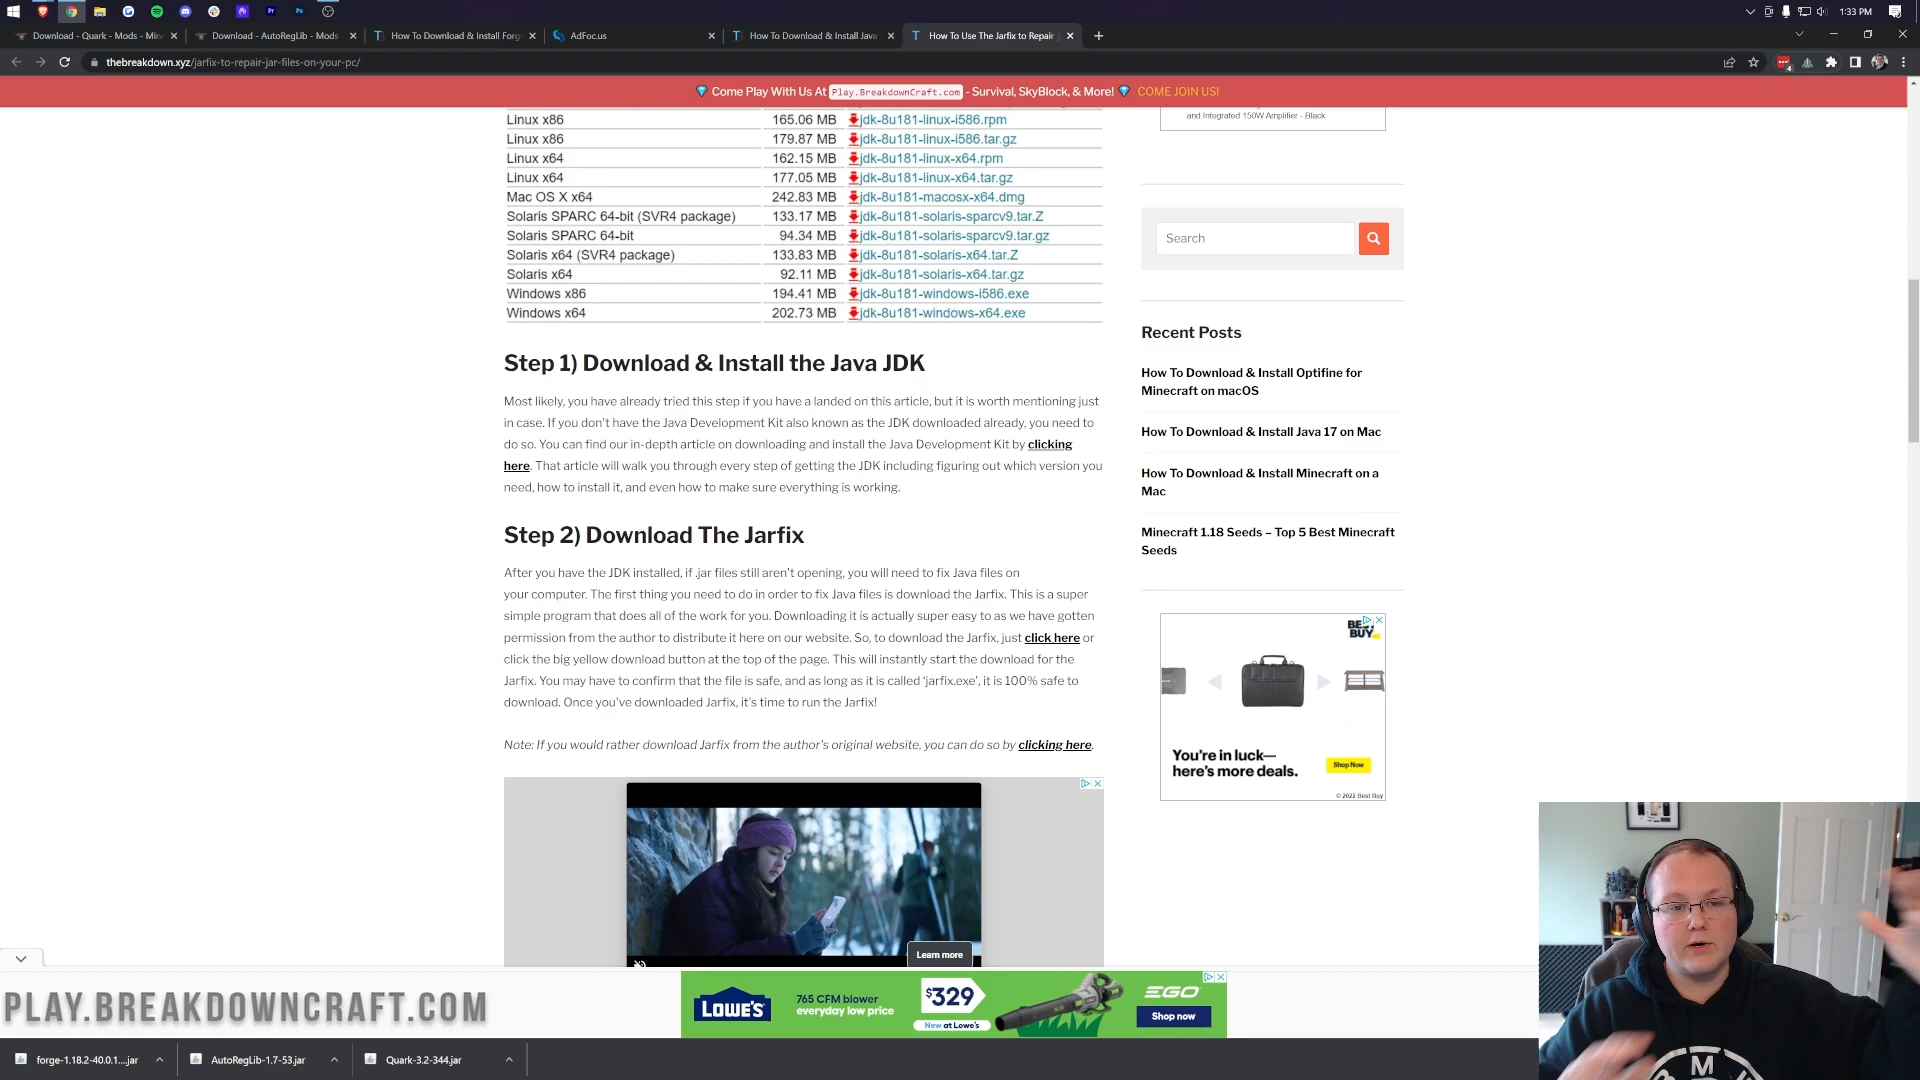 1:33 PM
Download - Quark - Mods - Min
Download - AutoRegLib - Mods
How To Download & Install Forg
AdFoc.us
How To Download & Install Java
How To Use The Jarfix to Repair
thebreakdown.xyz/jarfix-to-repair-jar-files-on-your-pc/
Come Play With Us At Play.BreakdownCraft.com - Survival, SkyBlock, & More! COME JOIN US!
Linux x86 165.06 MB jdk-8u181-linux-i586.rpm
Linux x86 179.87 MB jdk-8u181-linux-i586.tar.gz
Linux x64 162.15 MB jdk-8u181-linux-x64.rpm
Linux x64 177.05 MB jdk-8u181-linux-x64.tar.gz
Mac OS X x64 242.83 MB jdk-8u181-macosx-x64.dmg
Solaris SPARC 64-bit (SVR4 package) 133.17 MB jdk-8u181-solaris-sparcv9.tar.Z
Solaris SPARC 64-bit 94.34 MB jdk-8u181-solaris-sparcv9.tar.gz
Solaris x64 (SVR4 package) 133.83 MB jdk-8u181-solaris-x64.tar.Z
Solaris x64 92.11 MB jdk-8u181-solaris-x64.tar.gz
Windows x86 194.41 MB jdk-8u181-windows-i586.exe
Windows x64 202.73 MB jdk-8u181-windows-x64.exe
Step 1) Download & Install the Java JDK
Most likely, you have already tried this step if you have a landed on this article, but it is worth mentioning just
in case. If you don't have the Java Development Kit also known as the JDK downloaded already, you need to
do so. You can find our in-depth article on downloading and install the Java Development Kit by clicking
here. That article will walk you through every step of getting the JDK including figuring out which version you
need, how to install it, and even how to make sure everything is working.
Step 2) Download The Jarfix
After you have the JDK installed, if .jar files still aren't opening, you will need to fix Java files on
your computer. The first thing you need to do in order to fix Java files is download the Jarfix. This is a super
simple program that does all of the work for you. Downloading it is actually super easy to as we have gotten
permission from the author to distribute it here on our website. So, to download the Jarfix, just click here or
click the big yellow download button at the top of the page. This will instantly start the download for the
Jarfix. You may have to confirm that the file is safe, and as long as it is called 'jarfix.exe', it is 100% safe to
download. Once you've downloaded Jarfix, it's time to run the Jarfix!
Note: If you would rather download Jarfix from the author's original website, you can do so by clicking here.
Learn more
and Integrated 150W Amplifier - Black
Search
Recent Posts
How To Download & Install Optifine for
Minecraft on macOS
How To Download & Install Java 17 on Mac
How To Download & Install Minecraft on a
Mac
Minecraft 1.18 Seeds – Top 5 Best Minecraft
Seeds
BEST
BUY
You're in luck—
here's more deals.
Shop Now
© 2022 Best Buy
PLAY.BREAKDOWNCRAFT.COM
LOWE'S
765 CFM blower
everyday low price
$329
New at Lowe's
EGO
Shop now
forge-1.18.2-40.0.1....jar
AutoRegLib-1.7-53.jar
Quark-3.2-344.jar
M